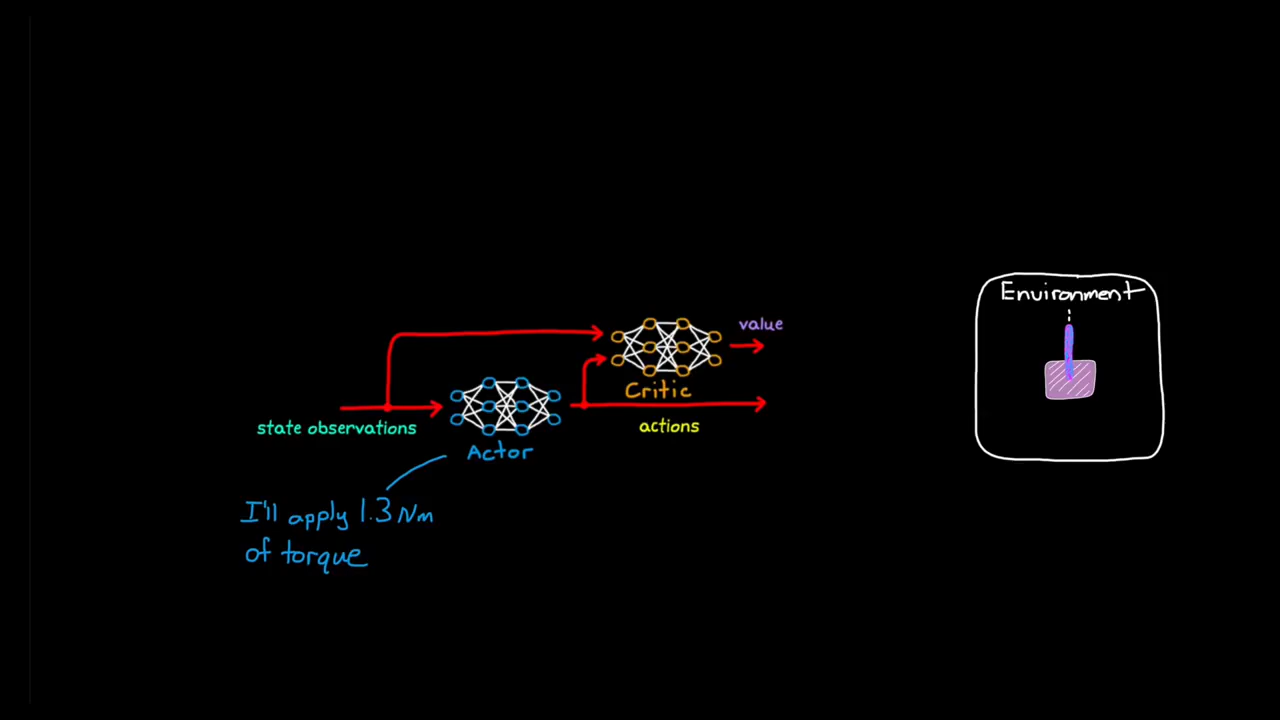 Environment
value
Critic
state observations
actions
Actor
I'll apply 1.3 Nm
of torque